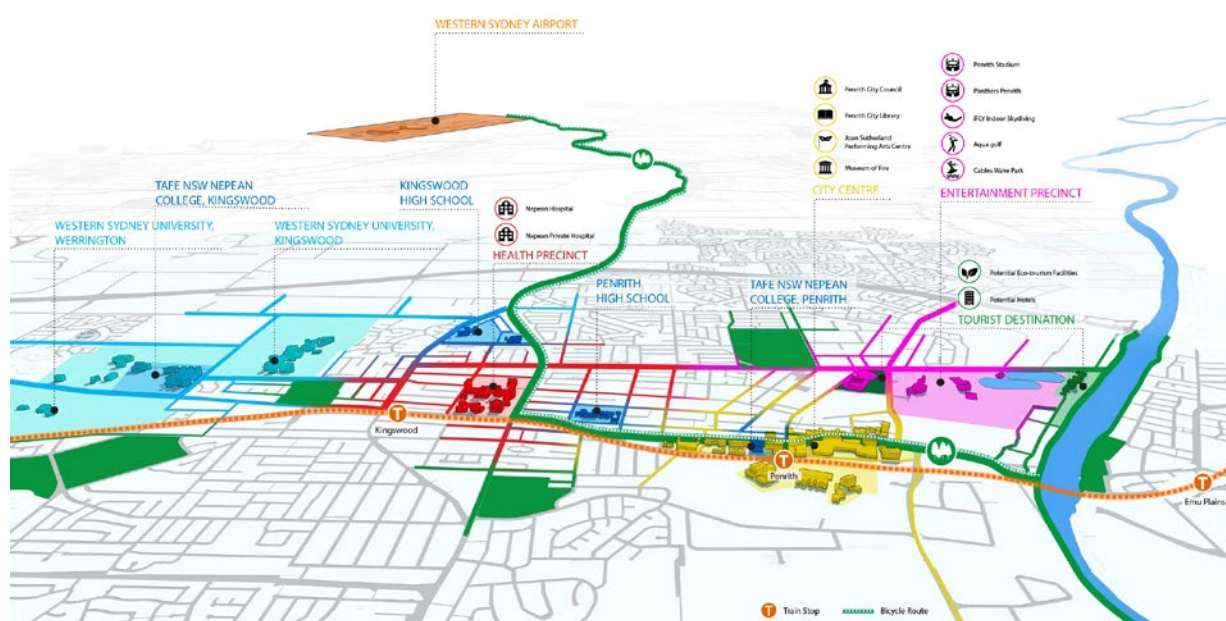 WESTERN SYDNEY AIRPORT
Penrith Stadium
Panthers Penrith
iFLY Indoor Skydiving
Aqua golf
Cables Wake Park
ENTERTAINMENT PRECINCT
Penrith City Council
Penrith City Library
Joan Sutherland
Performing Arts Centre
Museum of Fire
CITY CENTRE
TAFE NSW NEPEAN
COLLEGE, KINGSWOOD
KINGSWOOD
HIGH SCHOOL
WESTERN SYDNEY UNIVERSITY,
WERRINGTON
WESTERN SYDNEY UNIVERSITY,
KINGSWOOD
Nepean Hospital
Nepean Private Hospital
HEALTH PRECINCT
PENRITH
HIGH SCHOOL
TAFE NSW NEPEAN
COLLEGE, PENRITH
Potential Eco-tourism Facilities
Potential Hotels
TOURIST DESTINATION
T
Kingswood
T
Penrith
T
Emu Plains
T Train Stop
Bicycle Route